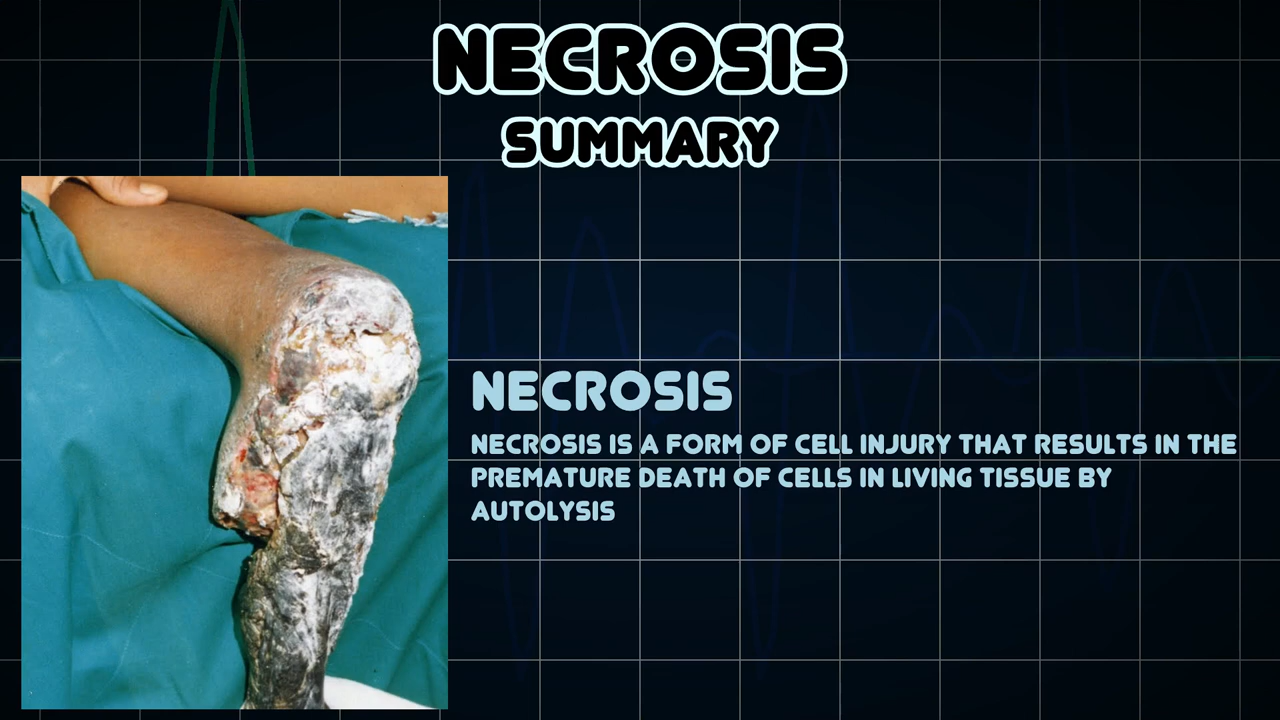 NECROSIS
SUMMARY
NECROSIS
NECROSIS IS A FORM OF CELL INJURY THAT RESULTS IN THE
PREMATURE DEATH OF CELLS IN LIVING TISSUE BY
AUTOLYSIS